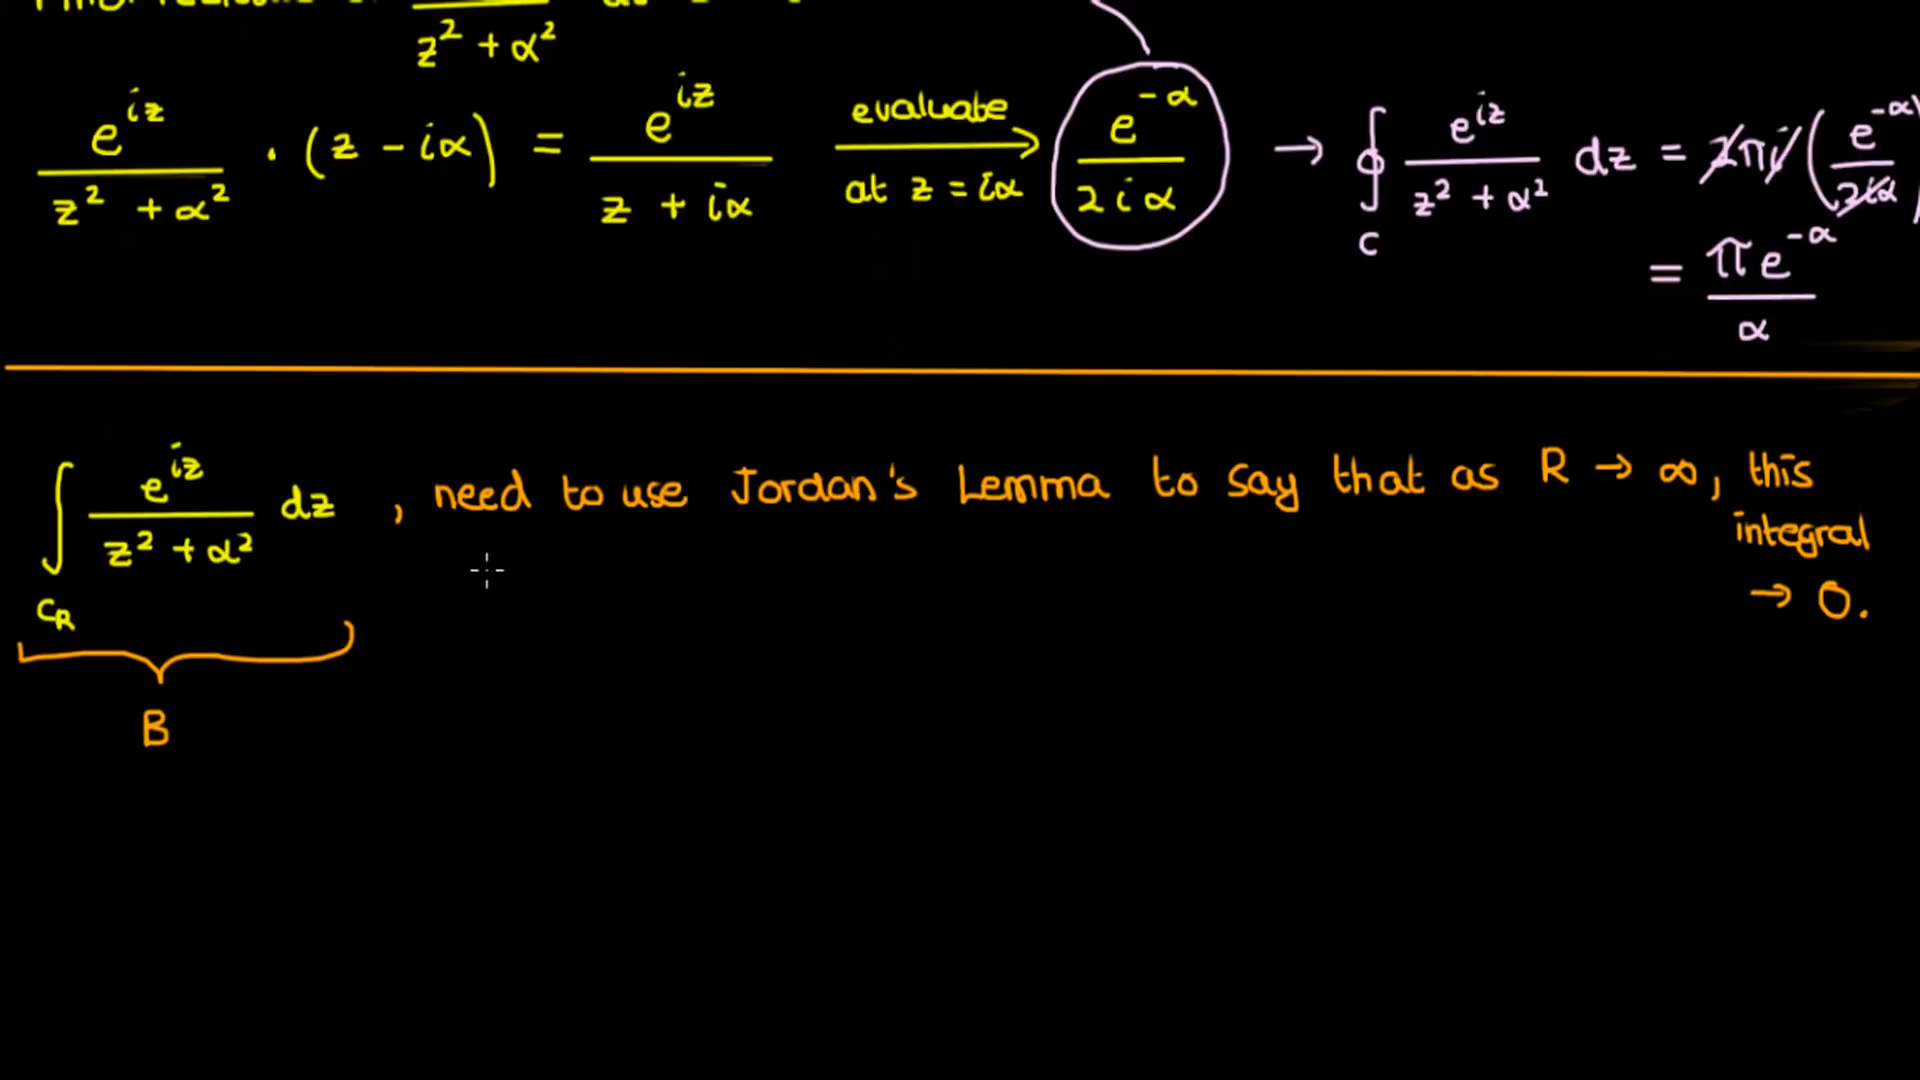 z² + α²
e^{iz} / (z² + α²) · (z - iα) = e^{iz} / (z + iα) evaluate at z = iα → e^{-α} / 2iα → ∮_C e^{iz} / (z² + α²) dz = 2πi (e^{-α} / 2iα)
= πe^{-α} / α
∫_{C_R} e^{iz} / (z² + α²) dz , need to use Jordan's Lemma to say that as R → ∞, this
integral
→ 0.
B